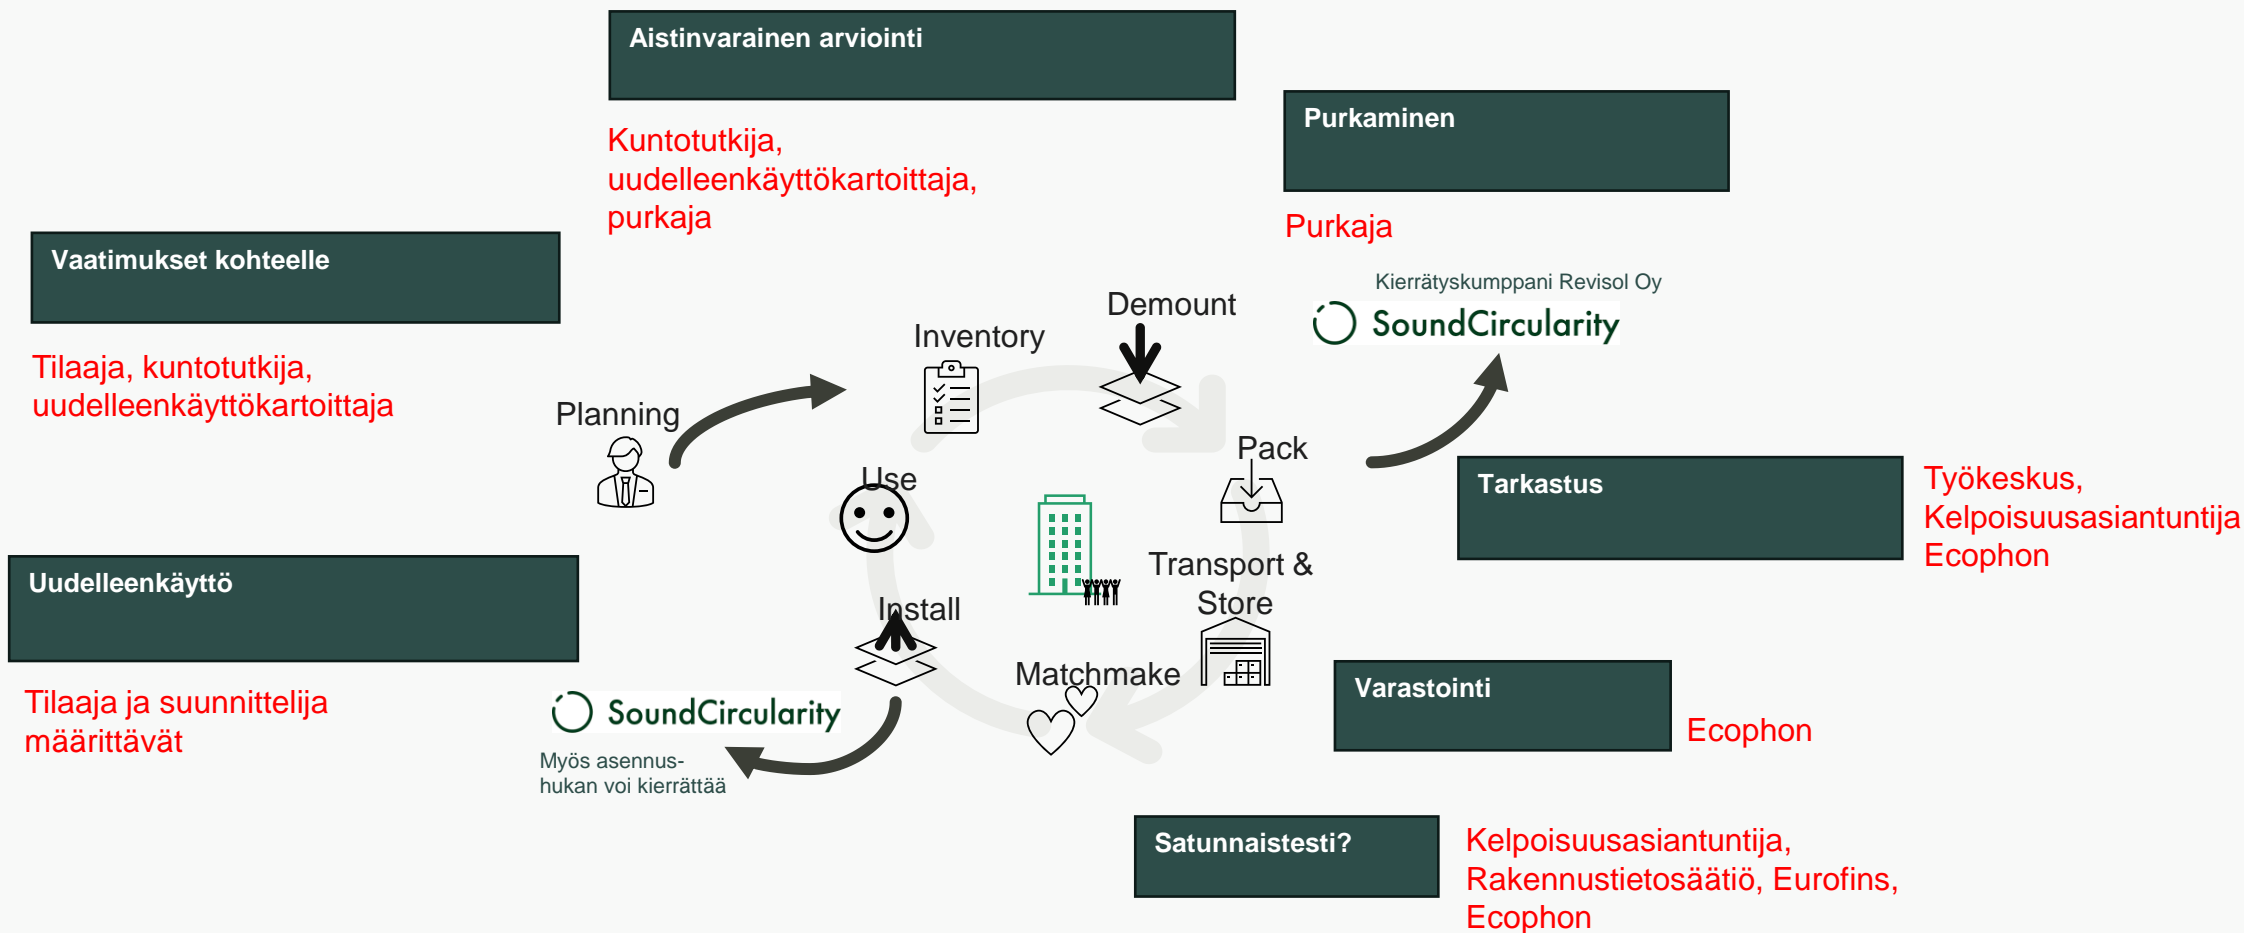 Aistinvarainen arviointi
Kuntotutkija,
uudelleenkäyttökartoittaja,
purkaja
Purkaminen
Purkaja
Vaatimukset kohteelle
Tilaaja, kuntotutkija,
uudelleenkäyttökartoittaja
Kierrätyskumppani Revisol Oy
SoundCircularity
Demount
Inventory
Planning
Pack
Use
Tarkastus
Työkeskus,
Kelpoisuusasiantuntija
Ecophon
Transport &
Store
Install
Matchmake
Uudelleenkäyttö
Tilaaja ja suunnittelija
määrittävät
SoundCircularity
Myös asennus-
hukan voi kierrättää
Varastointi
Ecophon
Satunnaistesti?
Kelpoisuusasiantuntija,
Rakennustietosäätiö, Eurofins,
Ecophon